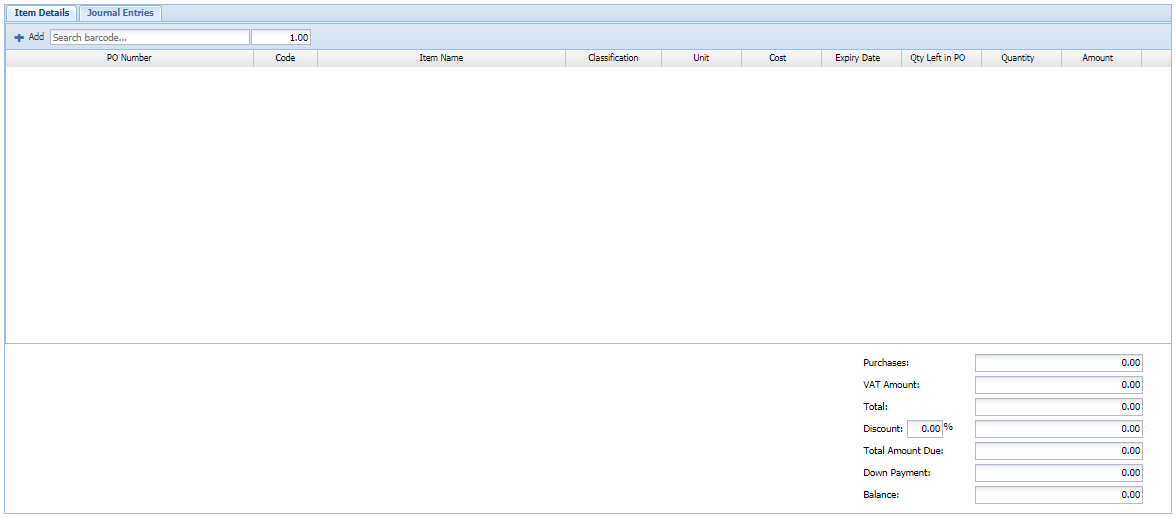 Item Details Journal Entries
Add Search barcode... 1.00
PO Number Code Item Name Classification Unit Cost Expiry Date Qty Left in PO Quantity Amount
Purchases: 0.00
VAT Amount: 0.00
Total: 0.00
Discount: 0.00 % 0.00
Total Amount Due: 0.00
Down Payment: 0.00
Balance: 0.00